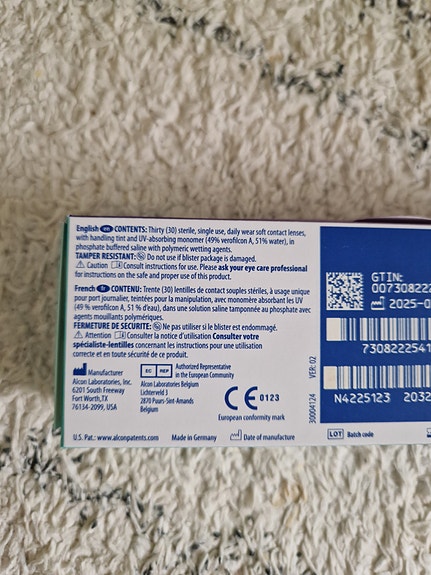 English en CONTENTS: Thirty (30) sterile, single use, daily wear soft contact lenses,
with handling tint and UV-absorbing monomer (49% verofilcon A, 51% water), in
phosphate buffered saline with polymeric wetting agents.
TAMPER RESISTANT: Do not use if blister package is damaged.
Caution Consult instructions for use. Please ask your eye care professional
for instructions on the safe and proper use of this product.
French fr CONTENU: Trente (30) lentilles de contact souples stériles, à usage unique
pour port journalier, teintées pour la manipulation, avec monomère absorbant les UV
(49 % verofilcon A, 51 % d'eau), dans une solution saline tamponnée au phosphate avec
agents mouillants polymériques.
FERMETURE DE SÉCURITÉ: Ne pas utiliser si le blister est endommagé.
Attention Consulter la notice d'utilisation Consulter votre
spécialiste-lentilles concernant les instructions pour une utilisation
correcte et en toute sécurité de ce produit.
Manufacturer
Alcon Laboratories, Inc.
6201 South Freeway
Fort Worth, TX
76134-2099, USA
EC REP Authorized Representative
in the European Community
Alcon Laboratories Belgium
Lichterveld 3
2870 Puurs-Sint-Amands
Belgium
CE 0123
European conformity mark
U.S. Pat.: www.alconpatents.com Made in Germany Date of manufacture
3004124 VER: 02
GTIN:
007308222
2025-0
7308222541
N4225123 2032
LOT Batch code